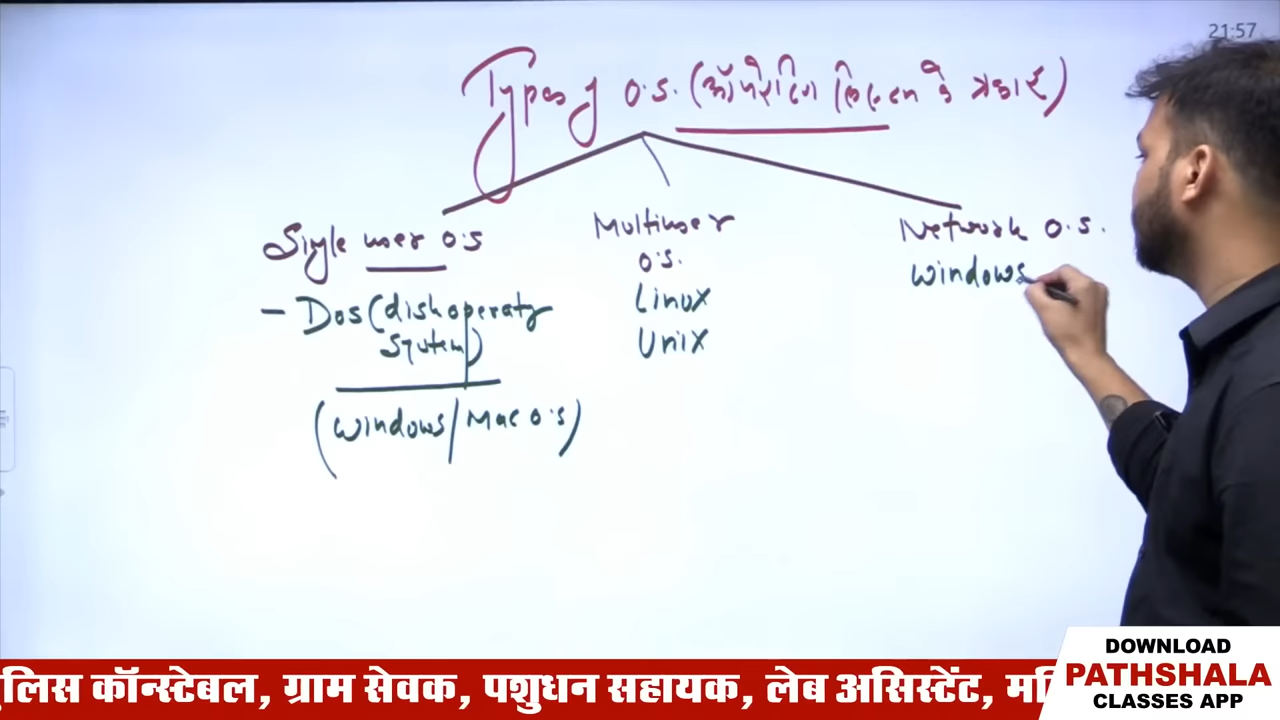 21:57
Types of O.S. (ऑपरेटिंग सिस्टम के प्रकार)
Single user O.S
Multiuser
O.S.
Network O.S.
- Dos (disk operaty
System)
Linux
Unix
Windows
(Windows/Mac O.S)
पुलिस कॉन्स्टेबल, ग्राम सेवक, पशुधन सहायक, लेब असिस्टेंट,
DOWNLOAD
PATHSHALA
CLASSES APP